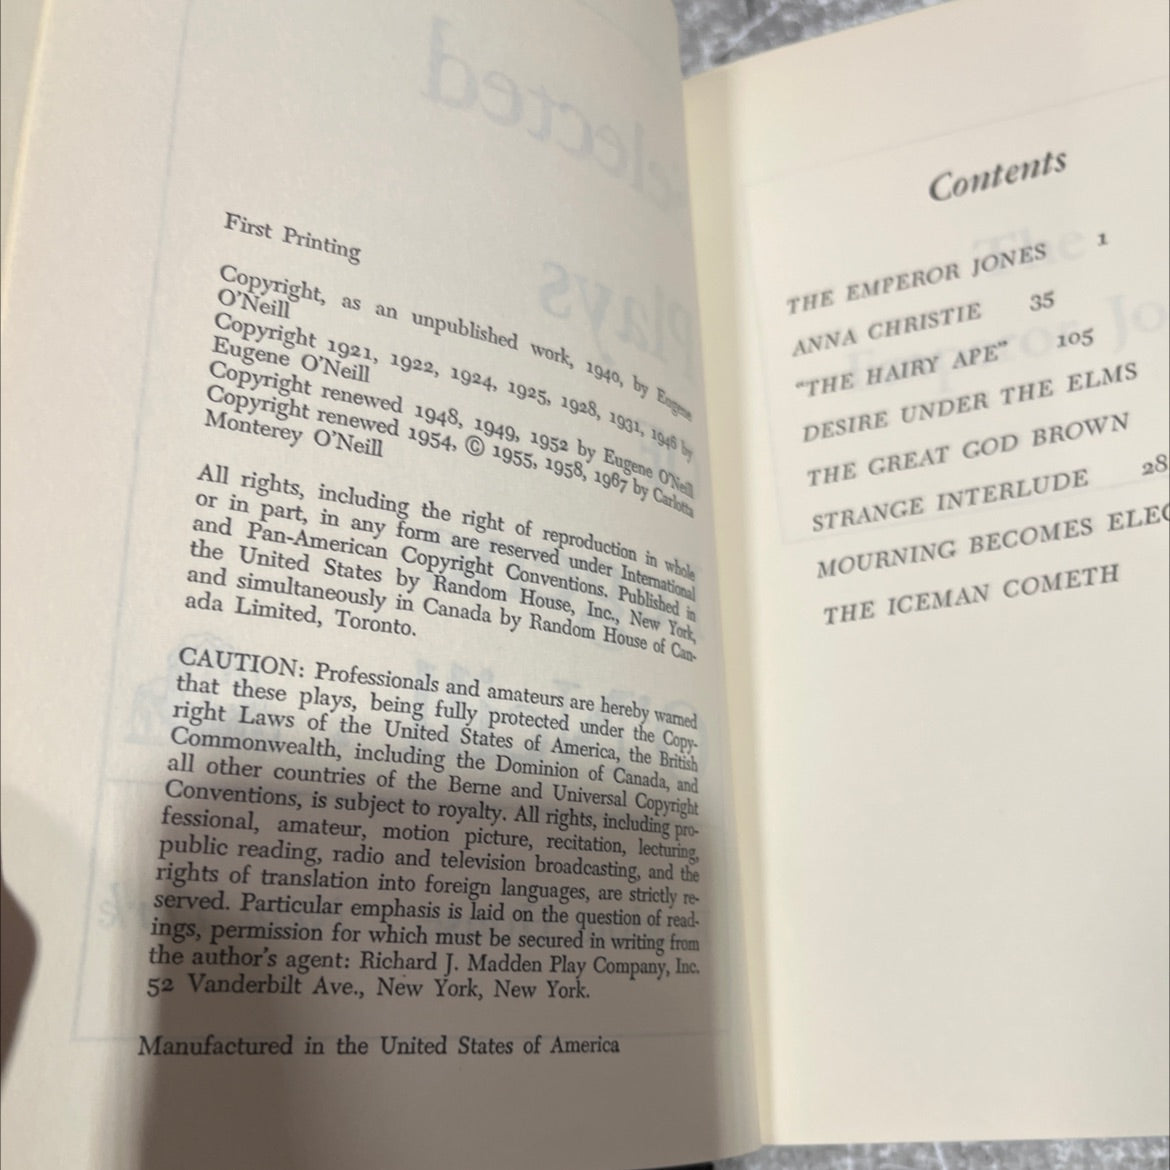 First Printing
Copyright, as an unpublished work, 1940, by Eugene
O'Neill
Copyright 1921, 1922, 1924, 1925, 1928, 1931, 1946 by
Eugene O'Neill
Copyright renewed 1948, 1949, 1952 by Eugene O'Neill
Copyright renewed 1954, © 1955, 1958, 1967 by Carlotta
Monterey O'Neill
All rights, including the right of reproduction in whole
or in part, in any form are reserved under International
and Pan-American Copyright Conventions. Published in
the United States by Random House, Inc., New York,
and simultaneously in Canada by Random House of Can-
ada Limited, Toronto.
CAUTION: Professionals and amateurs are hereby warned
that these plays, being fully protected under the Copy-
right Laws of the United States of America, the British
Commonwealth, including the Dominion of Canada, and
all other countries of the Berne and Universal Copyright
Conventions, is subject to royalty. All rights, including pro-
fessional, amateur, motion picture, recitation, lecturing,
public reading, radio and television broadcasting, and the
rights of translation into foreign languages, are strictly re-
served. Particular emphasis is laid on the question of read-
ings, permission for which must be secured in writing from
the author's agent: Richard J. Madden Play Company, Inc.
52 Vanderbilt Ave., New York, New York.
Manufactured in the United States of America
Contents
THE EMPEROR JONES 1
ANNA CHRISTIE 35
"THE HAIRY APE" 105
DESIRE UNDER THE ELMS
THE GREAT GOD BROWN
STRANGE INTERLUDE 28
MOURNING BECOMES ELEC
THE ICEMAN COMETH